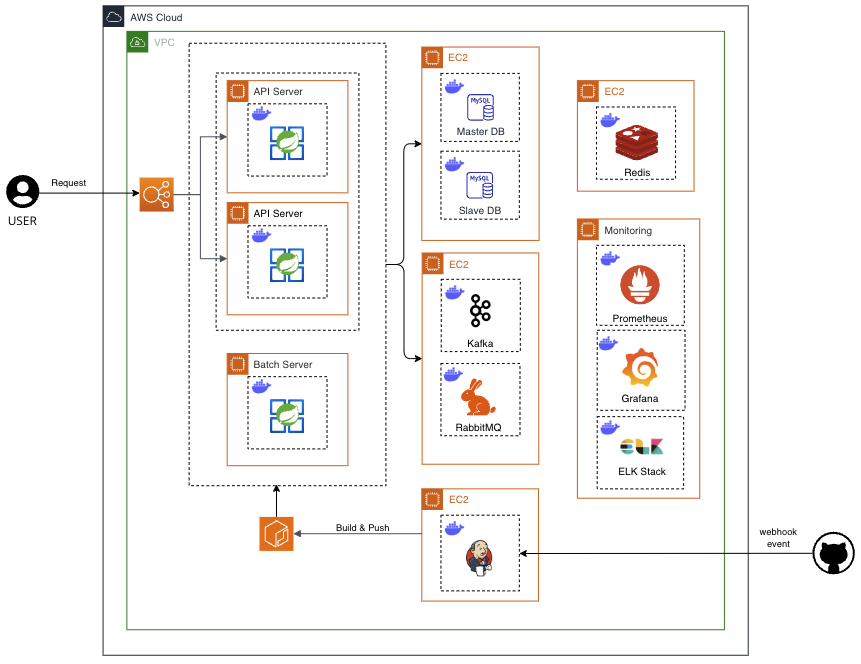 AWS Cloud
VPC
Request
USER
API Server
API Server
Batch Server
EC2
MySQL
Master DB
MySQL
Slave DB
EC2
Redis
EC2
Kafka
RabbitMQ
Monitoring
Prometheus
Grafana
ELK
ELK Stack
EC2
Build & Push
webhook
event